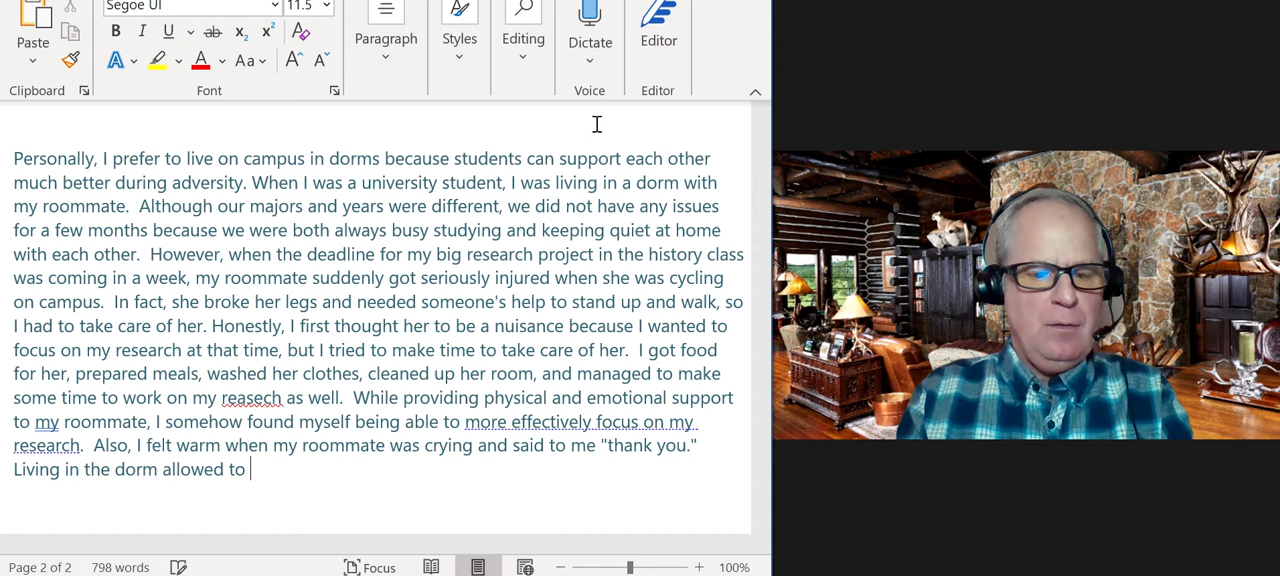 Segoe UI 11.5
Paste
B I U ab x2 x2 A
A A Aa A A
Paragraph Styles Editing Dictate Editor
Clipboard Font Voice Editor
Personally, I prefer to live on campus in dorms because students can support each other
much better during adversity. When I was a university student, I was living in a dorm with
my roommate. Although our majors and years were different, we did not have any issues
for a few months because we were both always busy studying and keeping quiet at home
with each other. However, when the deadline for my big research project in the history class
was coming in a week, my roommate suddenly got seriously injured when she was cycling
on campus. In fact, she broke her legs and needed someone's help to stand up and walk, so
I had to take care of her. Honestly, I first thought her to be a nuisance because I wanted to
focus on my research at that time, but I tried to make time to take care of her. I got food
for her, prepared meals, washed her clothes, cleaned up her room, and managed to make
some time to work on my reasech as well. While providing physical and emotional support
to my roommate, I somehow found myself being able to more effectively focus on my
research. Also, I felt warm when my roommate was crying and said to me "thank you."
Living in the dorm allowed to
Page 2 of 2 798 words Focus 100%